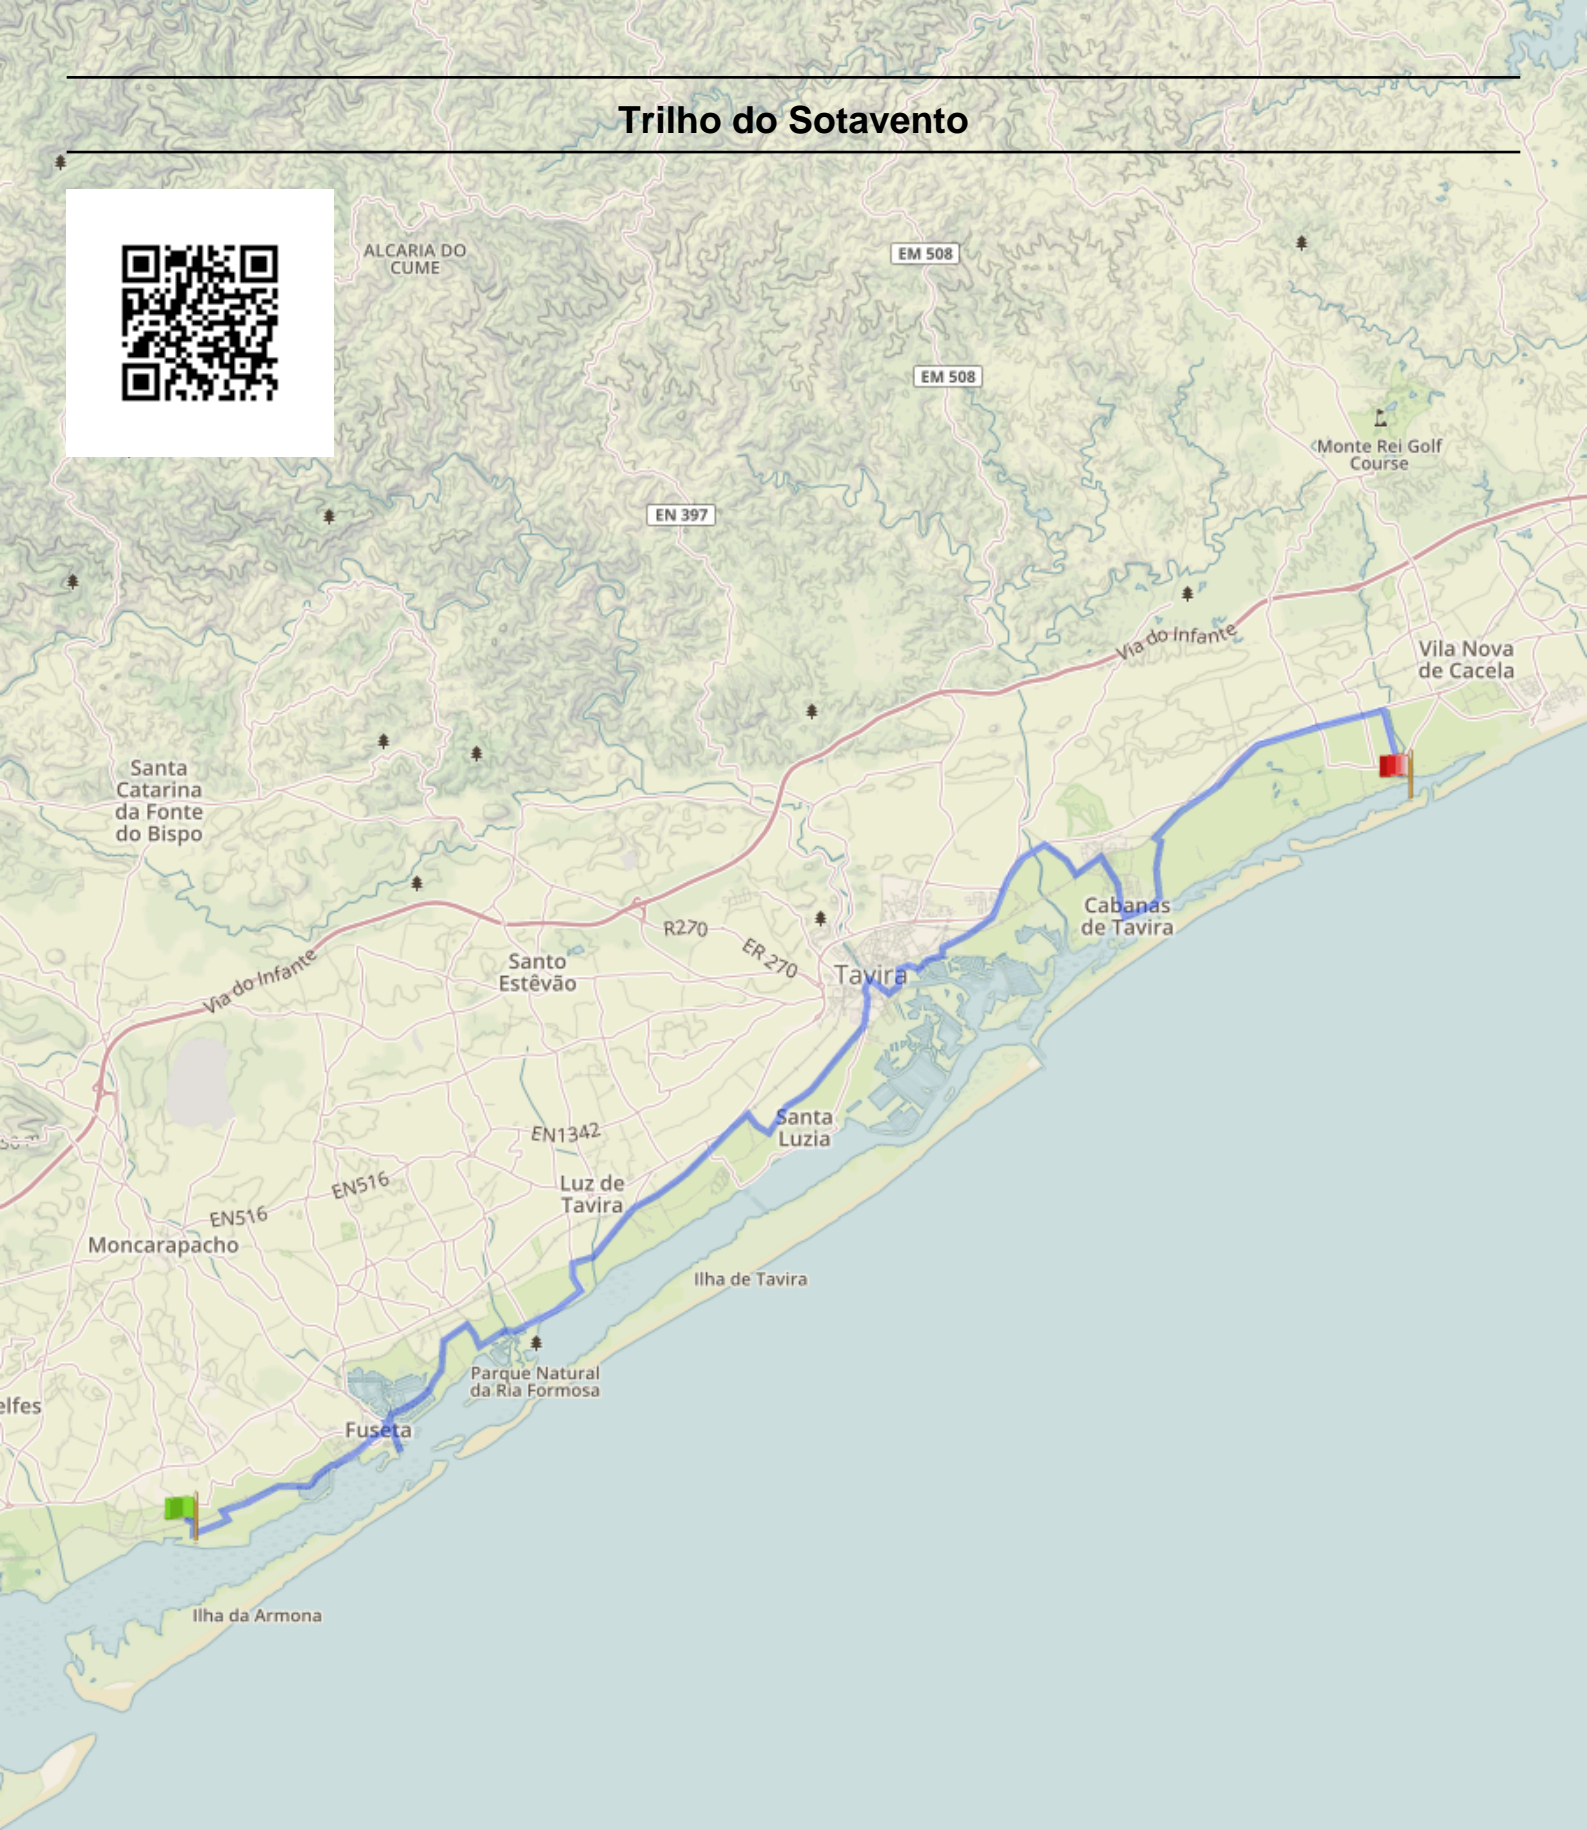 Trilho do Sotavento
ALCARIA DO
CUME
EM 508
EM 508
Monte Rei Golf
Course
EN 397
Via do Infante
Vila Nova
de Cacela
Santa
Catarina
da Fonte
do Bispo
Cabanas
de Tavira
R270
ER 270
Santo
Estêvão
Tavira
Via do Infante
Santa
Luzia
EN1342
Luz de
Tavira
EN516
EN516
Moncarapacho
Ilha de Tavira
Parque Natural
da Ria Formosa
elfes
Fuseta
Ilha da Armona